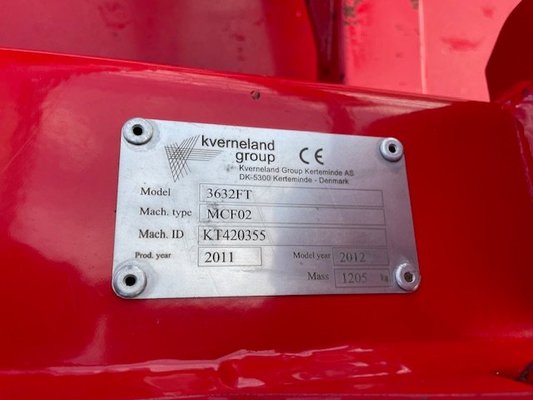 kverneland
group CE
Kverneland Group Kerteminde AS
DK-5300 Kerteminde - Denmark
Model 3632FT
Mach. type MCF02
Mach. ID KT420355
Prod. year 2011 Model year 2012
Mass 1205 kg